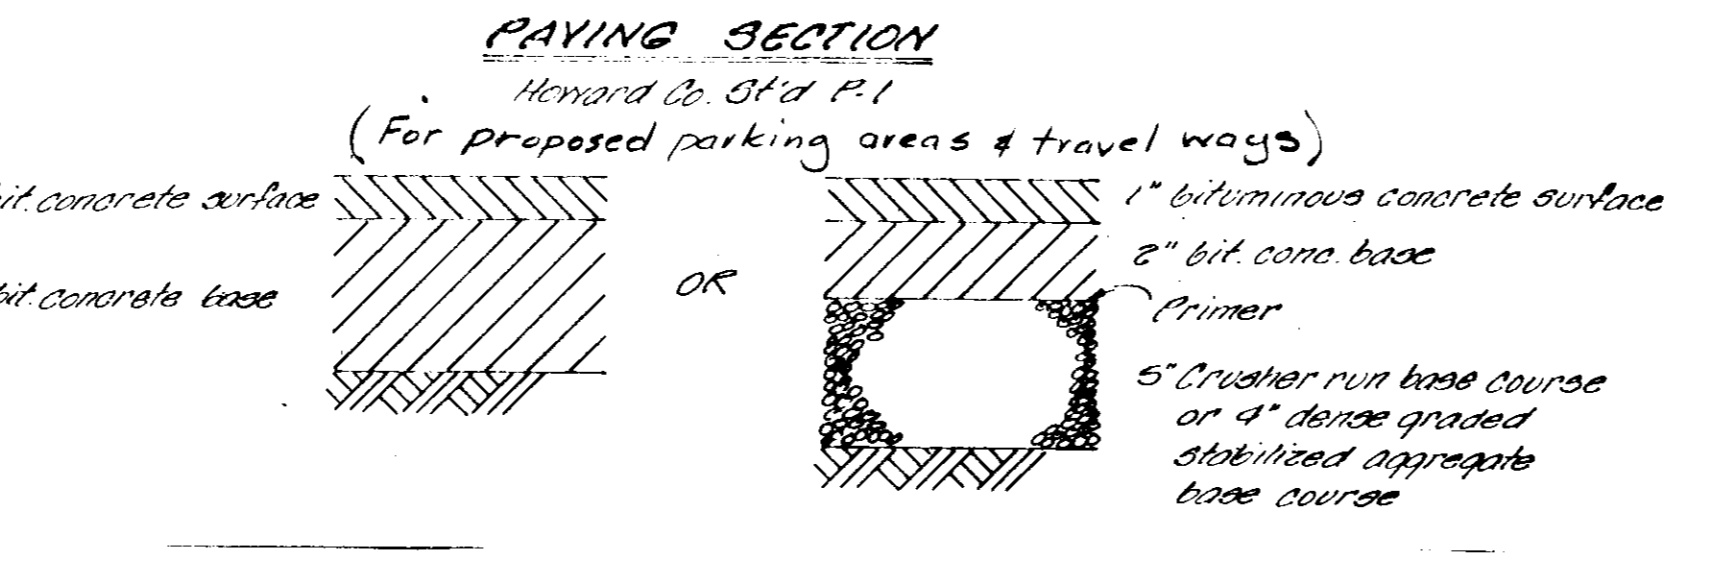 PAVING SECTION
Howard Co. St'd P-1
(For proposed parking areas & travel ways)
bit. concrete surface
bit. concrete base
OR
1" bituminous concrete surface
2" bit. conc. base
Primer
5" Crusher run base course
or 4" dense graded
stabilized aggregate
base course